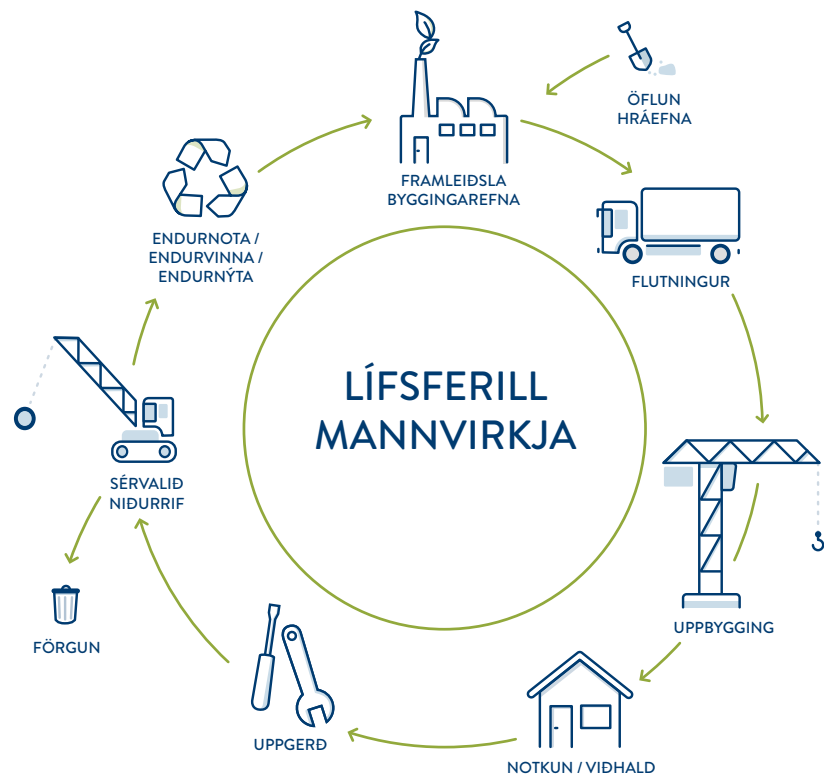 ÖFLUN
HRÁEFNA
FRAMLEIÐSLA
BYGGINGAREFNA
FLUTNINGUR
UPPBYGGING
NOTKUN / VIÐHALD
UPPGERÐ
SÉRVALIÐ
NIÐURRIF
FÖRGUN
ENDURNOTA /
ENDURVINNA /
ENDURNÝTA
LÍFSFERILL
MANNVIRKJA